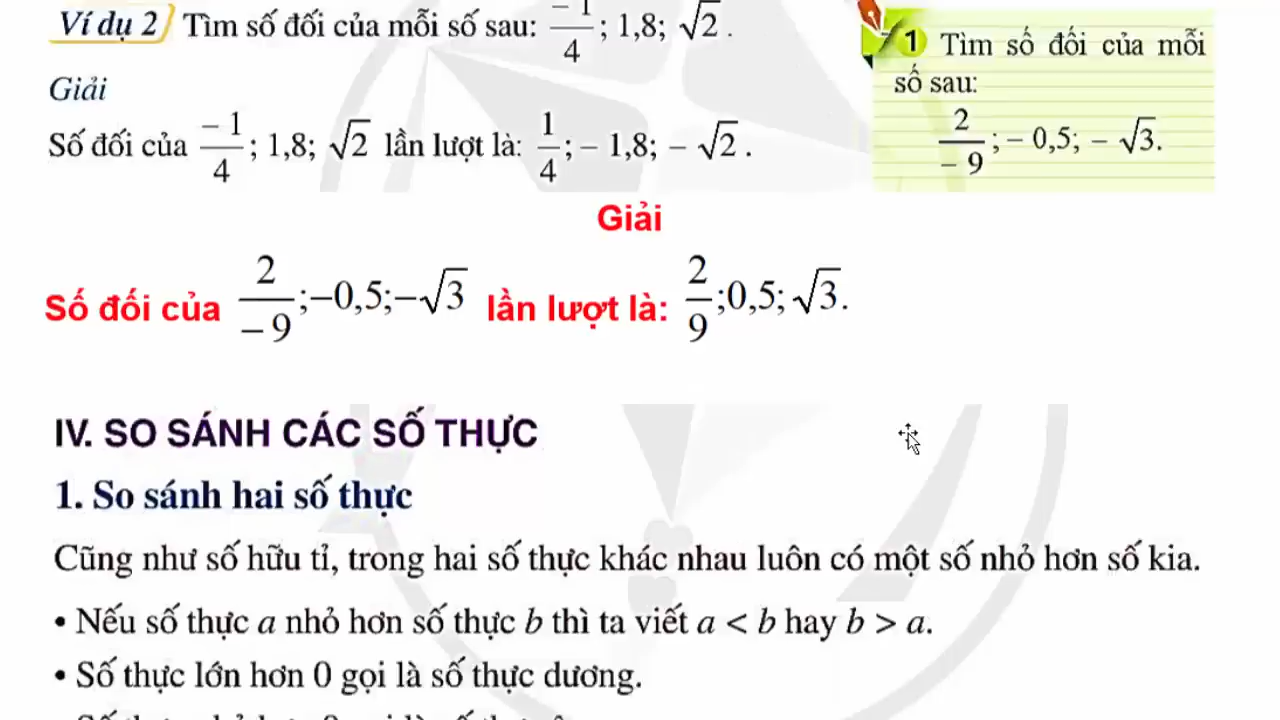 Ví dụ 2 Tìm số đối của mỗi số sau: −1/4; 1,8; √2.
Giải
Số đối của −1/4; 1,8; √2 lần lượt là: 1/4; − 1,8; − √2.
1 Tìm số đối của mỗi
số sau:
2/−9; − 0,5; − √3.
Giải
Số đối của 2/−9; −0,5; −√3 lần lượt là: 2/9; 0,5; √3.
IV. SO SÁNH CÁC SỐ THỰC
1. So sánh hai số thực
Cũng như số hữu tỉ, trong hai số thực khác nhau luôn có một số nhỏ hơn số kia.
• Nếu số thực a nhỏ hơn số thực b thì ta viết a < b hay b > a.
• Số thực lớn hơn 0 gọi là số thực dương.